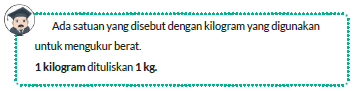 Ada satuan yang disebut dengan kilogram yang digunakan
untuk mengukur berat.
1 kilogram dituliskan 1 kg.